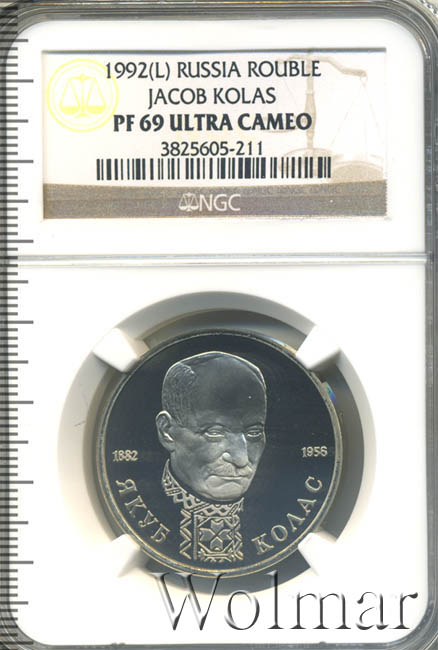 1992(L) RUSSIA ROUBLE
JACOB KOLAS
PF 69 ULTRA CAMEO
3825605-211
NGC
1882
1956
ЯКУБ КОЛАС
Wolmar